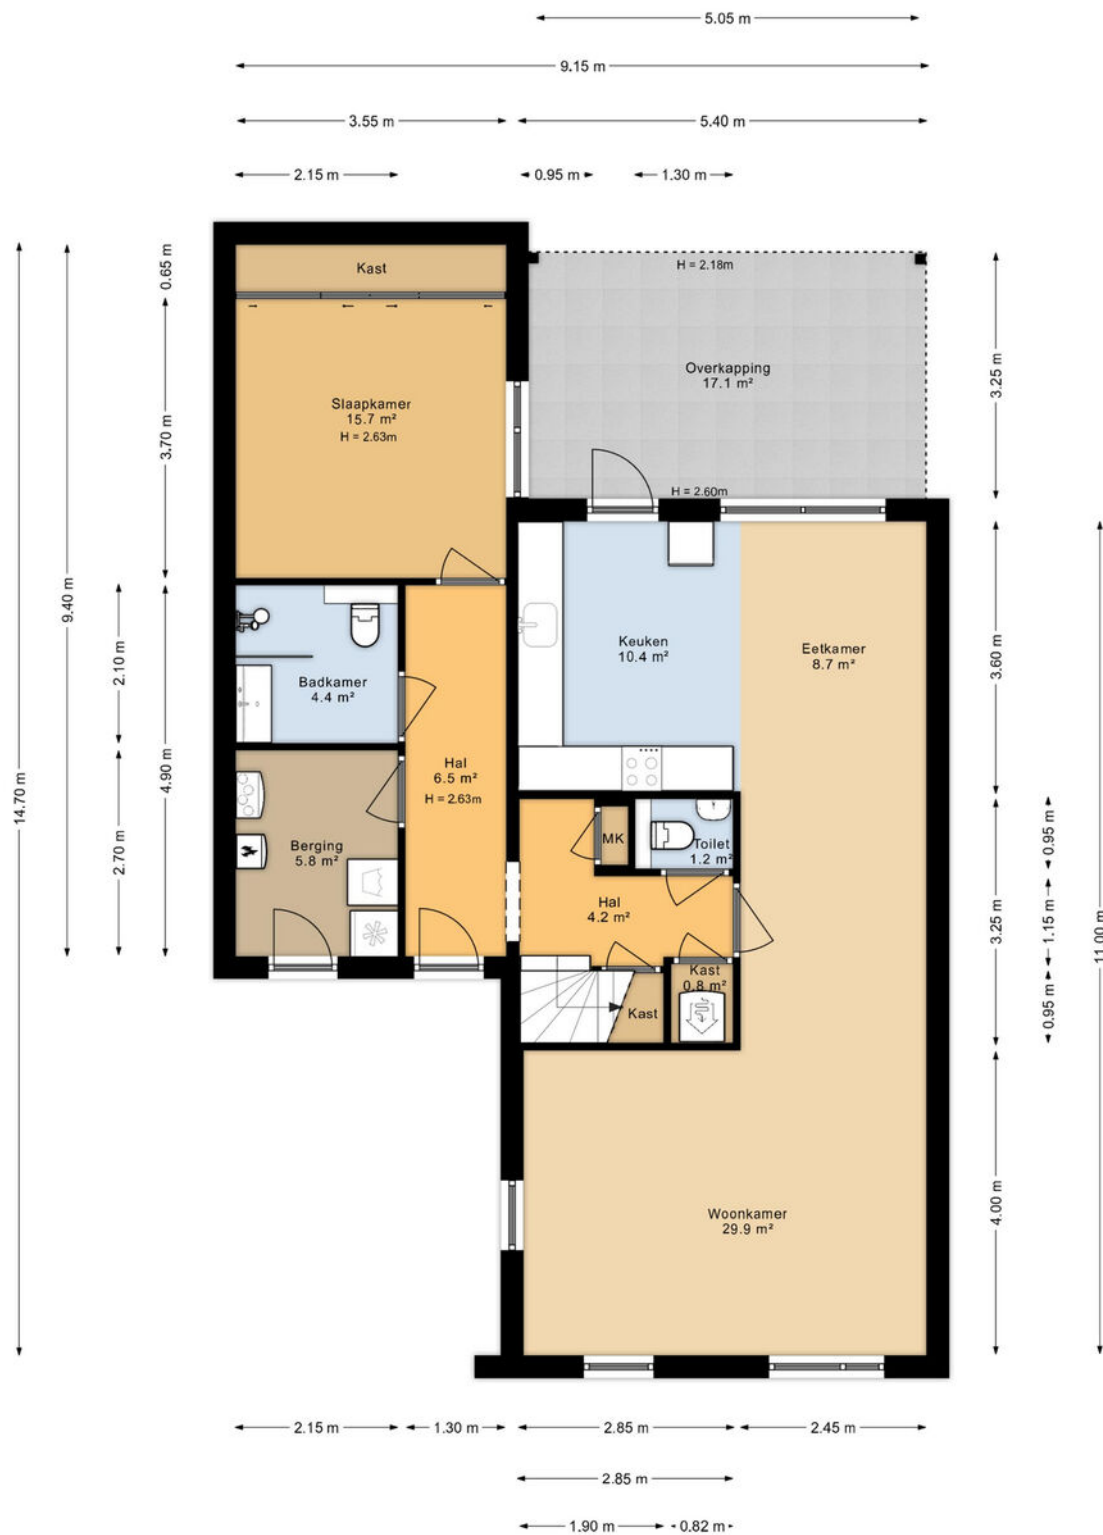 5.05 m
9.15 m
3.55 m
5.40 m
2.15 m
0.95 m
1.30 m
14.70 m
9.40 m
0.65 m
3.70 m
2.10 m
4.90 m
2.70 m
Kast
H = 2.18m
Overkapping
17.1 m²
H = 2.60m
Slaapkamer
15.7 m²
H = 2.63m
Keuken
10.4 m²
Eetkamer
8.7 m²
Badkamer
4.4 m²
Hal
6.5 m²
H = 2.63m
Berging
5.8 m²
MK
Toilet
1.2 m²
Hal
4.2 m²
Kast
0.8 m²
Kast
Woonkamer
29.9 m²
3.25 m
3.60 m
3.25 m
0.95 m
1.15 m
0.95 m
4.00 m
11.00 m
2.15 m
1.30 m
2.85 m
2.45 m
2.85 m
1.90 m
0.82 m